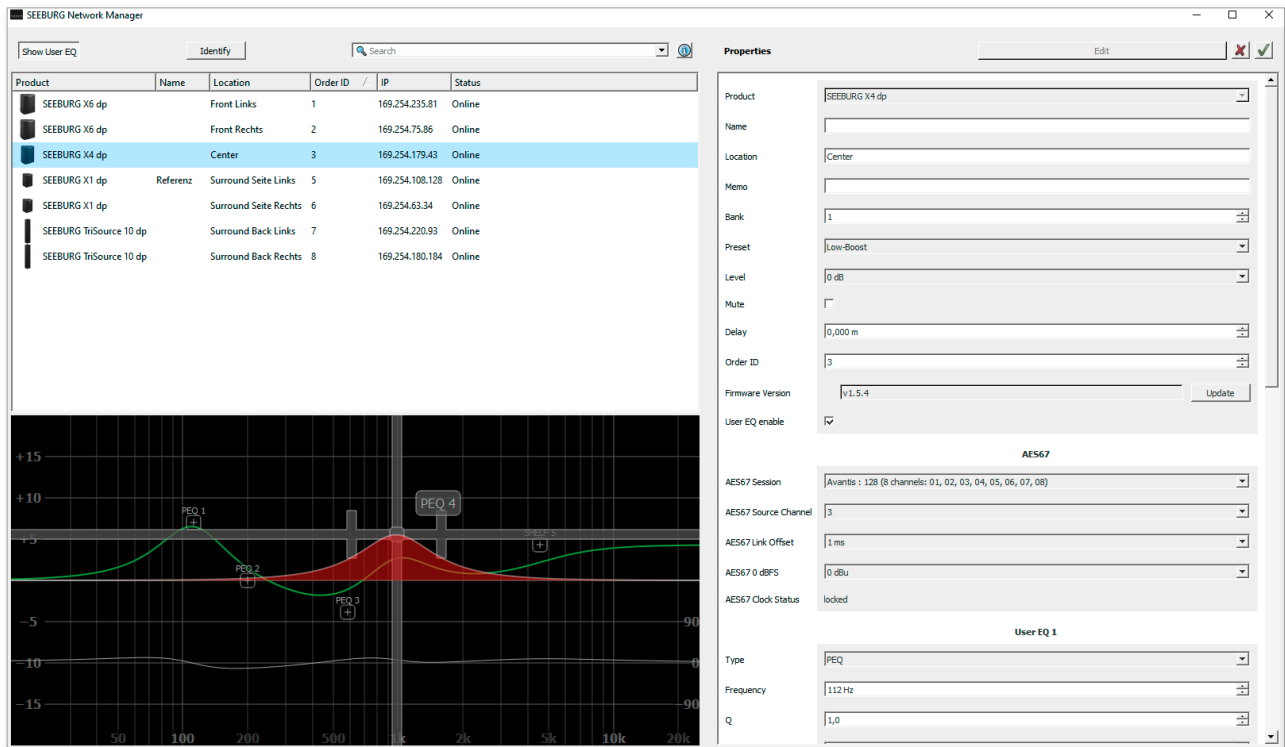 SEEBURG Network Manager
Show User EQ Identify Search
Product Name Location Order ID IP Status
SEEBURG X6 dp Front Links 1 169.254.235.81 Online
SEEBURG X6 dp Front Rechts 2 169.254.75.86 Online
SEEBURG X4 dp Center 3 169.254.179.43 Online
SEEBURG X1 dp Referenz Surround Seite Links 5 169.254.108.128 Online
SEEBURG X1 dp Surround Seite Rechts 6 169.254.63.34 Online
SEEBURG TriSource 10 dp Surround Back Links 7 169.254.220.93 Online
SEEBURG TriSource 10 dp Surround Back Rechts 8 169.254.180.184 Online
+15
+10
PEQ 4
PEQ 1
+5
SHELF 5
PEQ 2
PEQ 3
−5 90
−10 0
−15 −90
50 100 200 500 1k 2k 5k 10k 20k
Properties Edit
Product SEEBURG X4 dp
Name
Location Center
Memo
Bank 1
Preset Low-Boost
Level 0 dB
Mute
Delay 0,000 m
Order ID 3
Firmware Version v1.5.4 Update
User EQ enable
AES67
AES67 Session Avantis : 128 (8 channels: 01, 02, 03, 04, 05, 06, 07, 08)
AES67 Source Channel 3
AES67 Link Offset 1 ms
AES67 0 dBFS 0 dBu
AES67 Clock Status locked
User EQ 1
Type PEQ
Frequency 112 Hz
Q 1,0